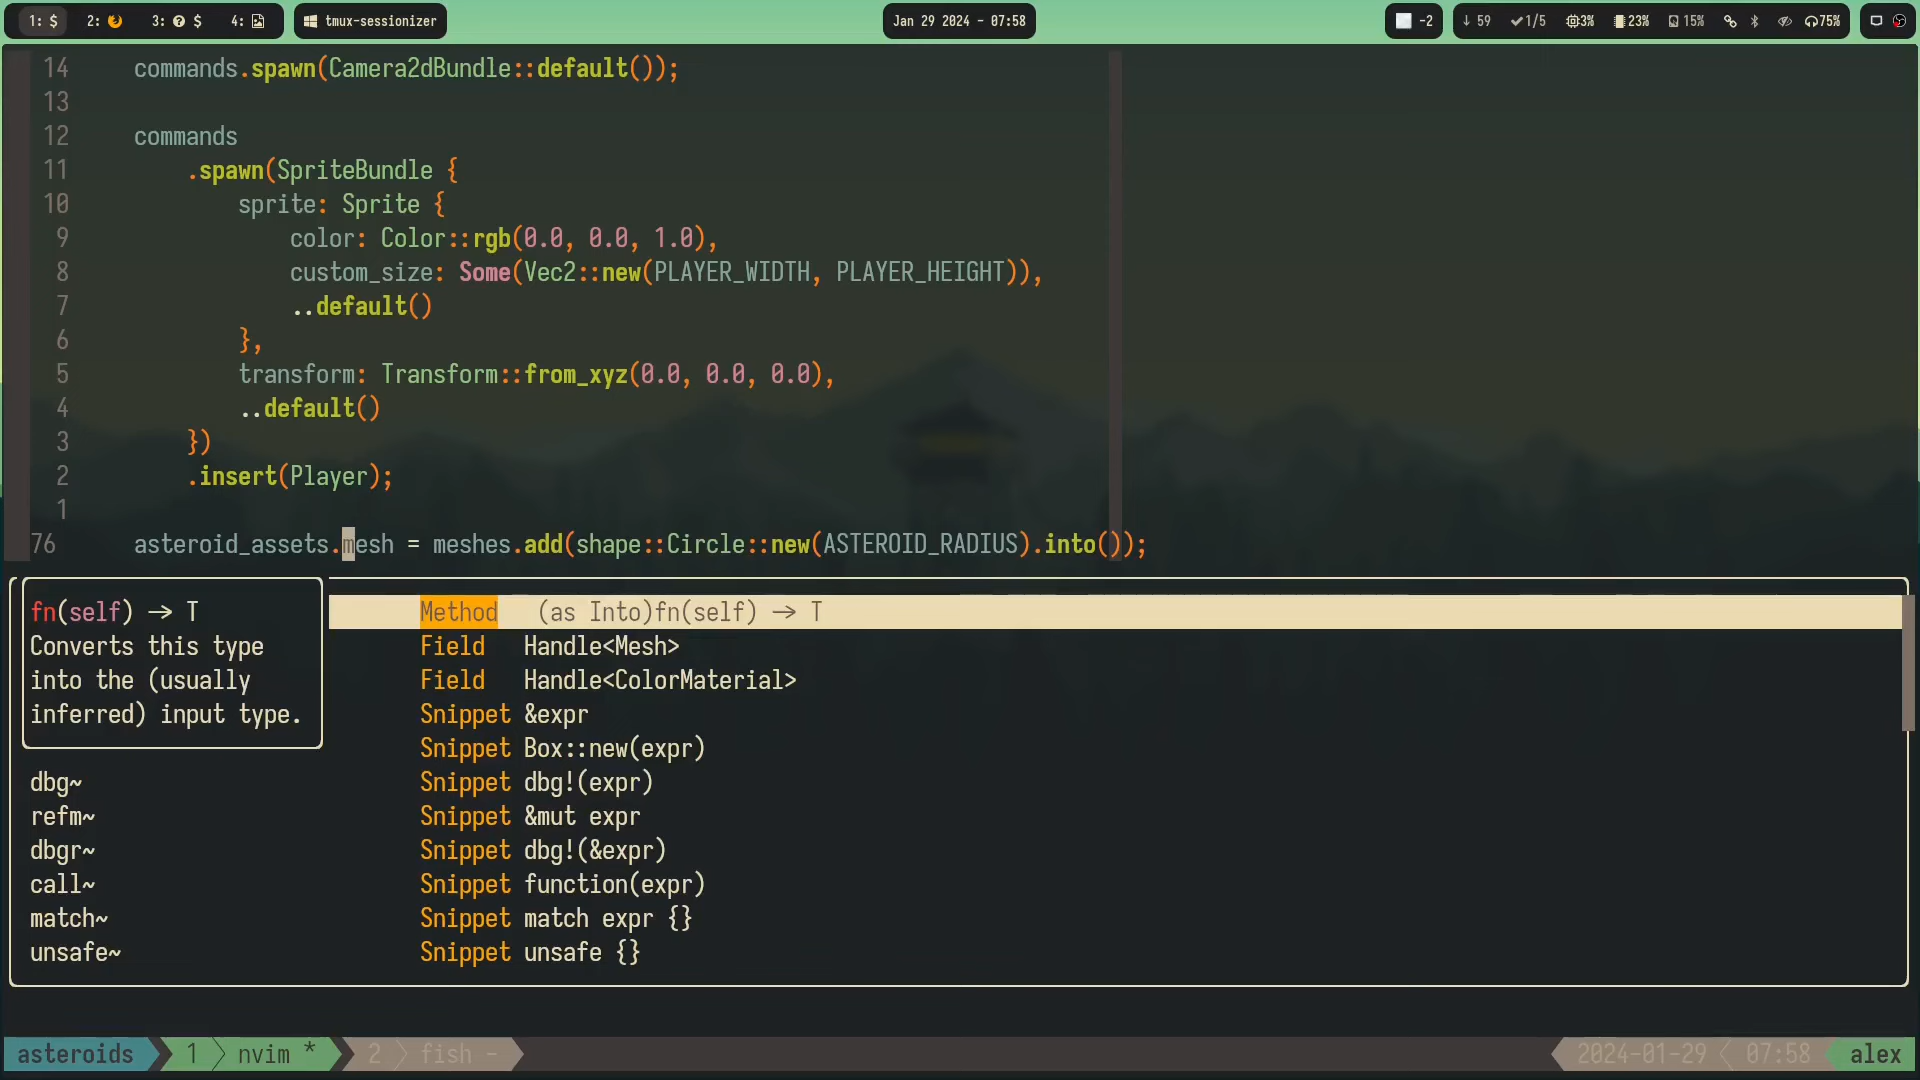 1: $ 2: 3: $ 4: tmux-sessionizer Jan 29 2024 - 07:58 -2 ↓ 59 ✓1/5 3% 23% 15% 75%
14 commands.spawn(Camera2dBundle::default());
13
12 commands
11 .spawn(SpriteBundle {
10 sprite: Sprite {
9 color: Color::rgb(0.0, 0.0, 1.0),
8 custom_size: Some(Vec2::new(PLAYER_WIDTH, PLAYER_HEIGHT)),
7 ..default()
6 },
5 transform: Transform::from_xyz(0.0, 0.0, 0.0),
4 ..default()
3 })
2 .insert(Player);
1
76 asteroid_assets.mesh = meshes.add(shape::Circle::new(ASTEROID_RADIUS).into());
fn(self) → T
Converts this type
into the (usually
inferred) input type.
Method (as Into)fn(self) → T
Field Handle<Mesh>
Field Handle<ColorMaterial>
Snippet &expr
Snippet Box::new(expr)
dbg~ Snippet dbg!(expr)
refm~ Snippet &mut expr
dbgr~ Snippet dbg!(&expr)
call~ Snippet function(expr)
match~ Snippet match expr {}
unsafe~ Snippet unsafe {}
asteroids 1 nvim * 2 fish - 2024-01-29 07:58 alex